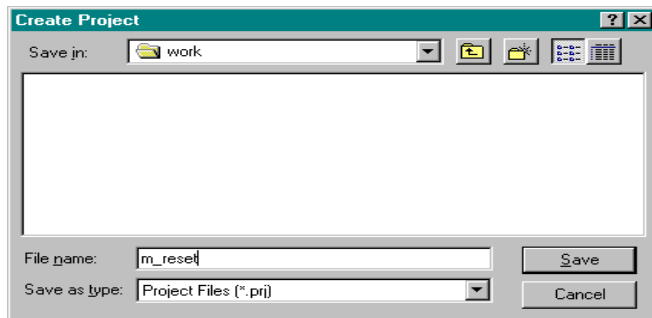 Create Project
Save in: work
File name: m_reset
Save
Save as type: Project Files (*.prj)
Cancel